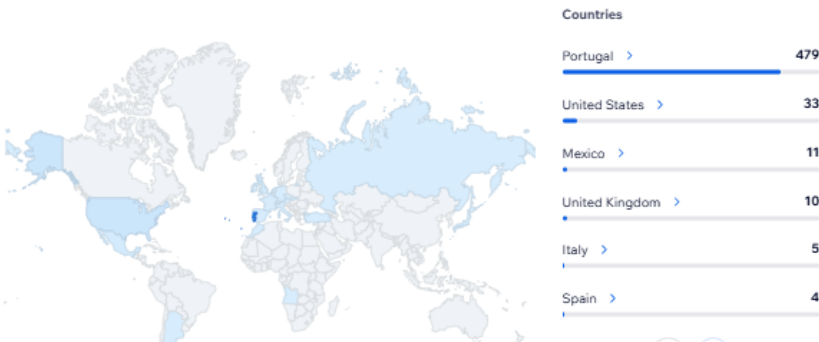 Countries
Portugal > 479
United States > 33
Mexico > 11
United Kingdom > 10
Italy > 5
Spain > 4